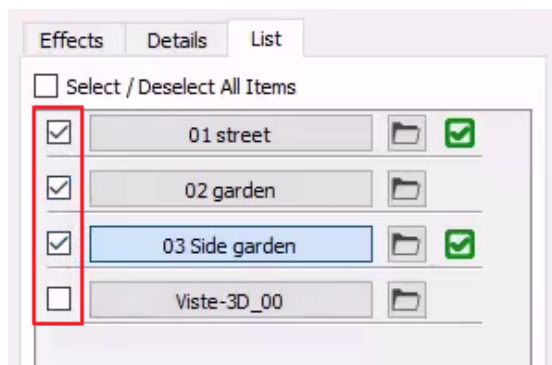 Effects Details List
Select / Deselect All Items
01 street
02 garden
03 Side garden
Viste-3D_00